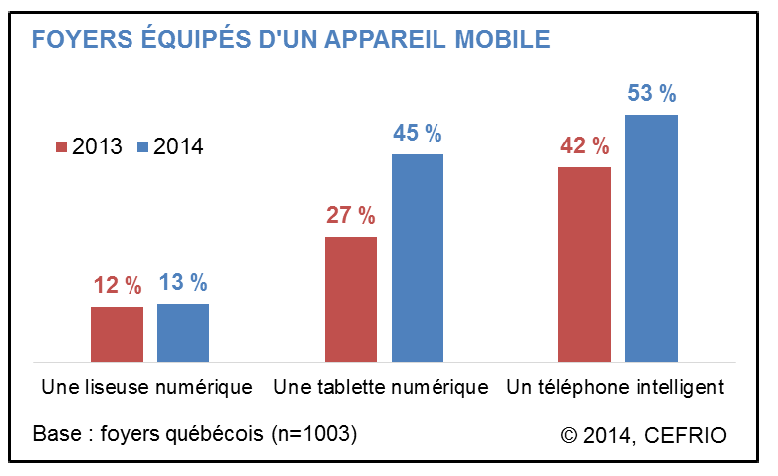 FOYERS ÉQUIPÉS D'UN APPAREIL MOBILE
2013 2014
12 % 13 %
27 % 45 %
42 % 53 %
Une liseuse numérique Une tablette numérique Un téléphone intelligent
Base : foyers québécois (n=1003)
© 2014, CEFRIO